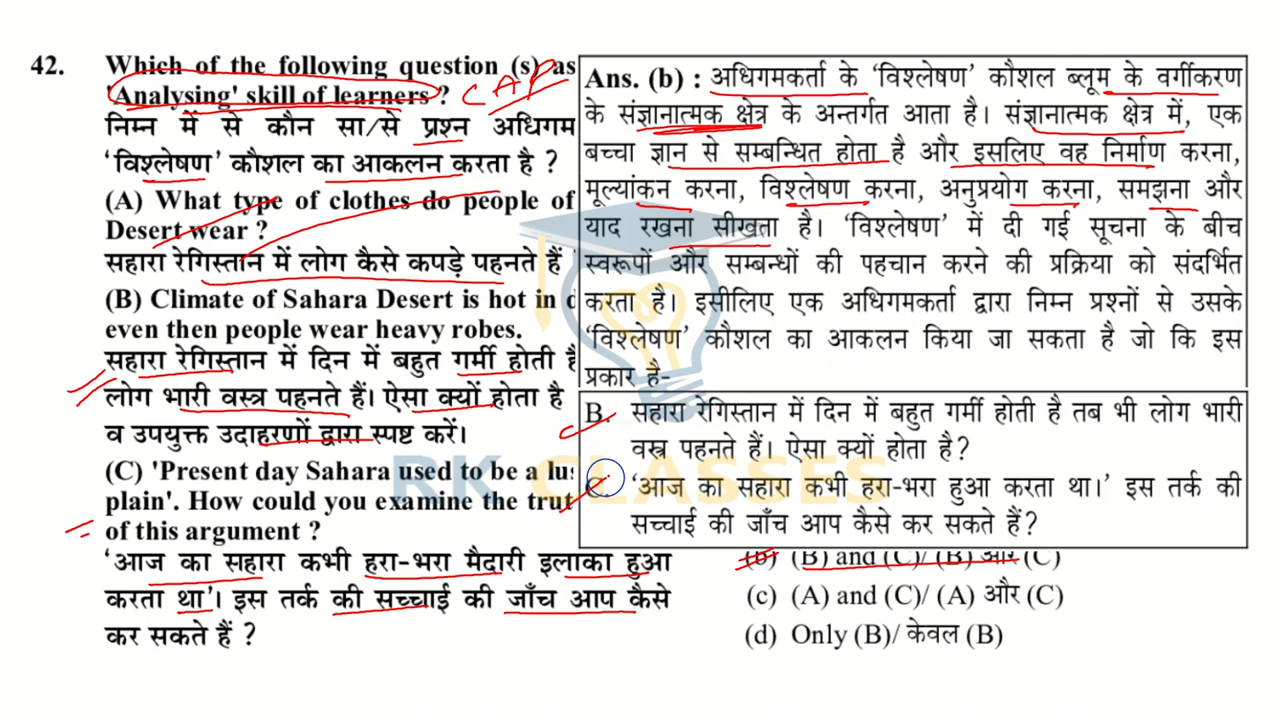 42. Which of the following question (s) as
'Analysing' skill of learners ? CAP
निम्न में से कौन सा/से प्रश्न अधिगम
'विश्लेषण' कौशल का आकलन करता है ?
(A) What type of clothes do people of
Desert wear ?
सहारा रेगिस्तान में लोग कैसे कपड़े पहनते हैं
(B) Climate of Sahara Desert is hot in
even then people wear heavy robes.
सहारा रेगिस्तान में दिन में बहुत गर्मी होती है
लोग भारी वस्त्र पहनते हैं। ऐसा क्यों होता है
व उपयुक्त उदाहरणों द्वारा स्पष्ट करें।
(C) 'Present day Sahara used to be a
plain'. How could you examine the
of this argument ?
'आज का सहारा कभी हरा-भरा मैदारी इलाका हुआ
करता था'। इस तर्क की सच्चाई की जाँच आप कैसे
कर सकते हैं ?
Ans. (b) : अधिगमकर्ता के 'विश्लेषण' कौशल ब्लूम के वर्गीकरण
के संज्ञानात्मक क्षेत्र के अन्तर्गत आता है। संज्ञानात्मक क्षेत्र में, एक
बच्चा ज्ञान से सम्बन्धित होता है और इसलिए वह निर्माण करना,
मूल्यांकन करना, विश्लेषण करना, अनुप्रयोग करना, समझना और
याद रखना सीखता है। 'विश्लेषण' में दी गई सूचना के बीच
स्वरूपों और सम्बन्धों की पहचान करने की प्रक्रिया को संदर्भित
करता है। इसीलिए एक अधिगमकर्ता द्वारा निम्न प्रश्नों से उसके
'विश्लेषण' कौशल का आकलन किया जा सकता है जो कि इस
प्रकार है-
B. सहारा रेगिस्तान में दिन में बहुत गर्मी होती है तब भी लोग भारी
वस्त्र पहनते हैं। ऐसा क्यों होता है?
C. 'आज का सहारा कभी हरा-भरा हुआ करता था।' इस तर्क की
सच्चाई की जाँच आप कैसे कर सकते हैं?
(b) (B) and (C)/ (B) और (C)
(c) (A) and (C)/ (A) और (C)
(d) Only (B)/ केवल (B)
RK CLASSES